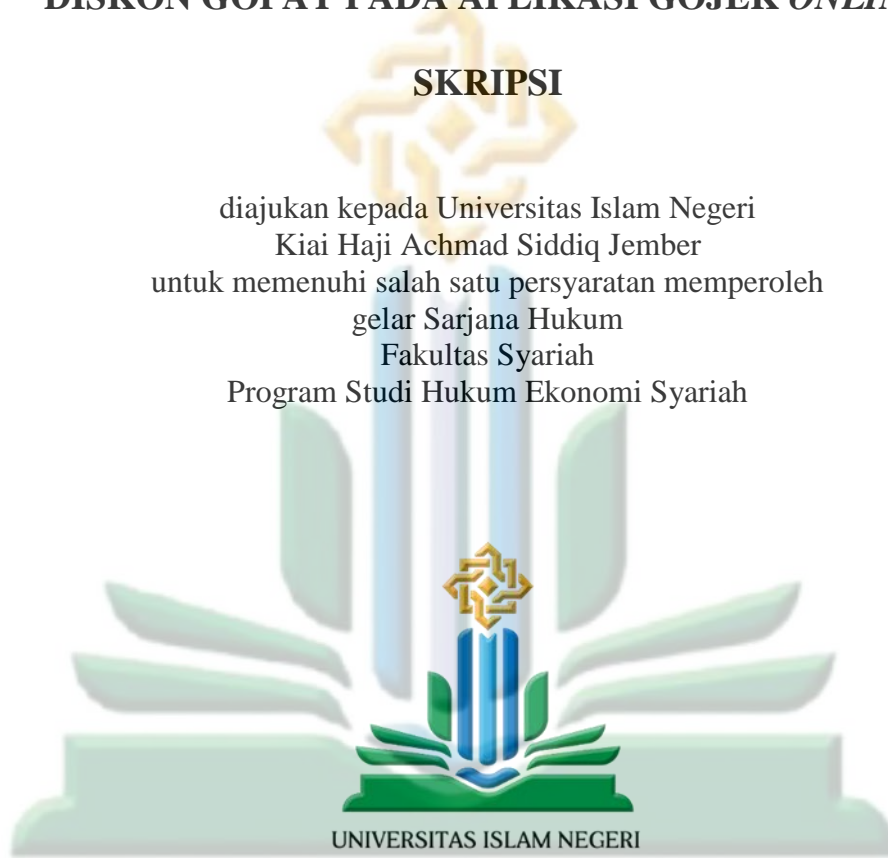 DISKON GOPAY PADA APLIKASI GOJEK
SKRIPSI
diajukan kepada Universitas Islam Negeri
Kiai Haji Achmad Siddiq Jember
untuk memenuhi salah satu persyaratan memperoleh
gelar Sarjana Hukum
Fakultas Syariah
Program Studi Hukum Ekonomi Syariah
UNIVERSITAS ISLAM NEGERI